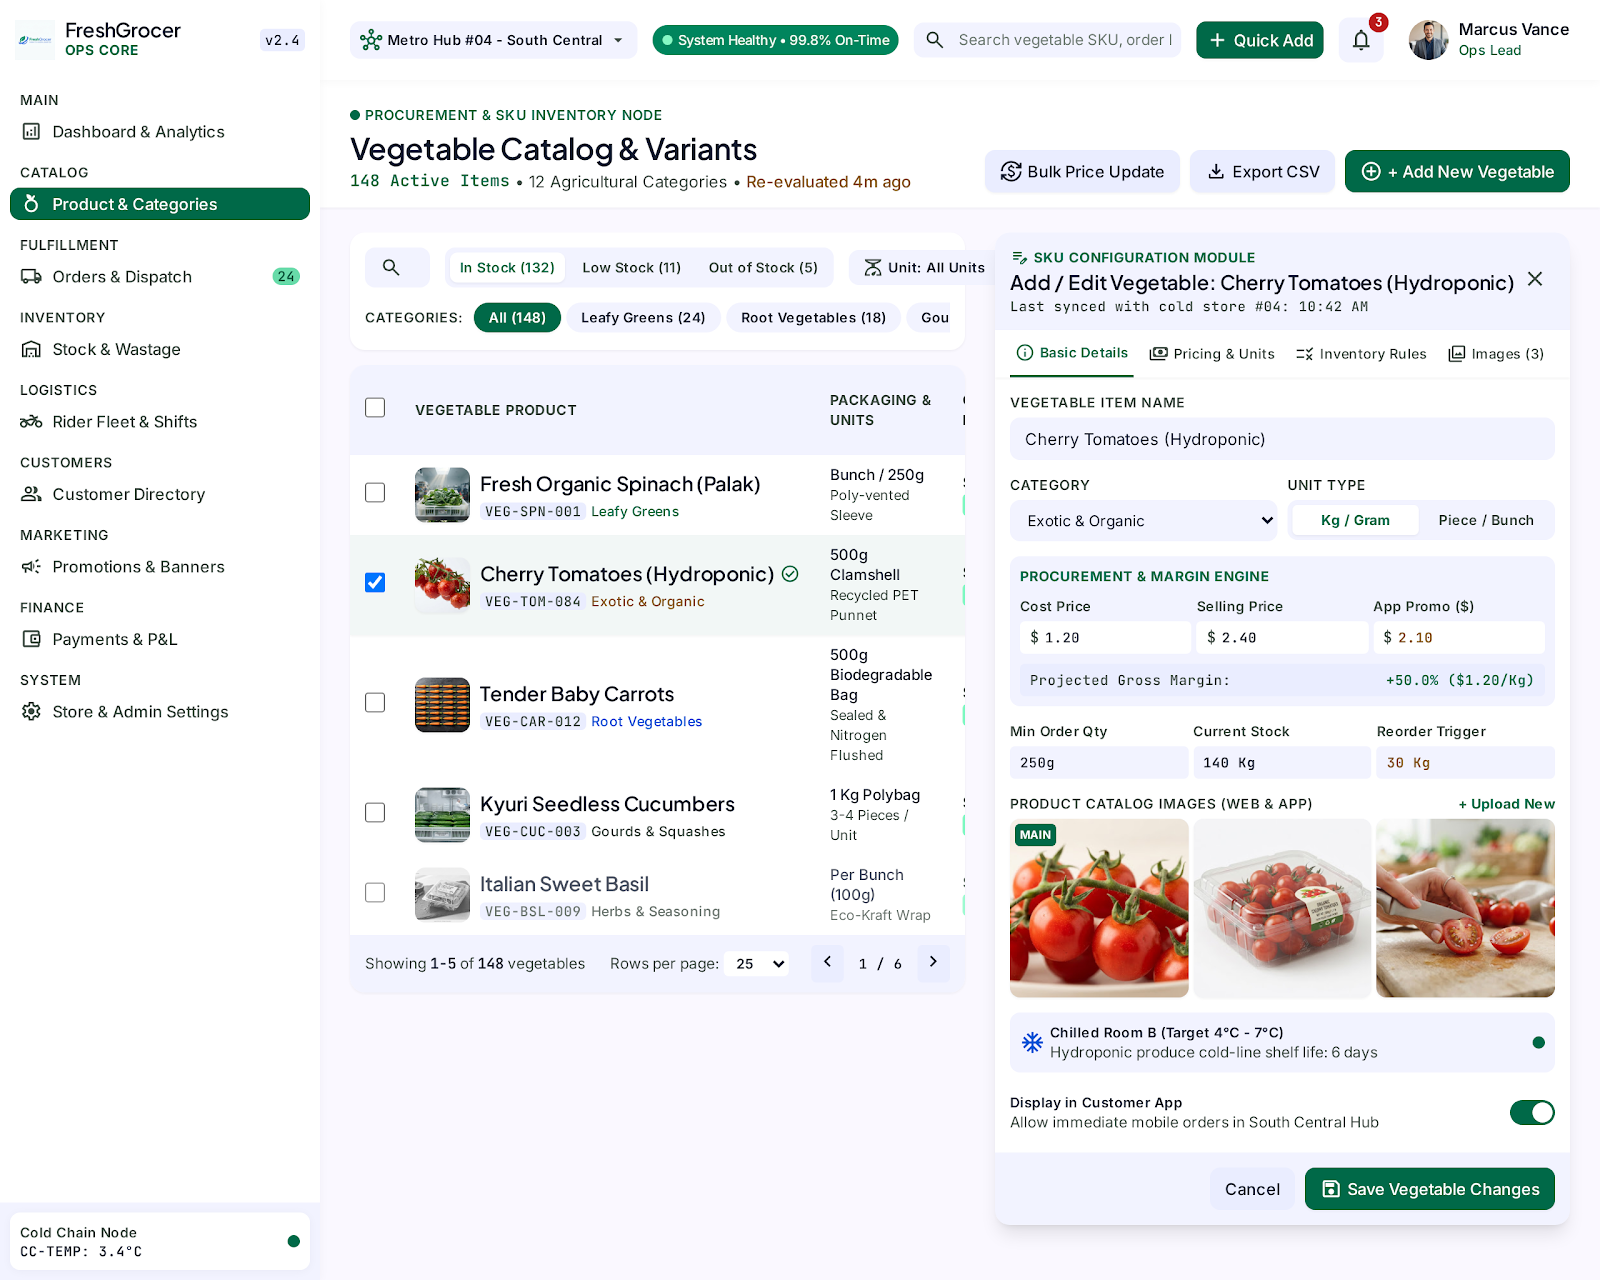 FreshGrocer
OPS CORE
v2.4
MAIN
Dashboard & Analytics
CATALOG
Product & Categories
FULFILLMENT
Orders & Dispatch
24
INVENTORY
Stock & Wastage
LOGISTICS
Rider Fleet & Shifts
CUSTOMERS
Customer Directory
MARKETING
Promotions & Banners
FINANCE
Payments & P&L
SYSTEM
Store & Admin Settings
Cold Chain Node
CC-TEMP: 3.4°C
Metro Hub #04 - South Central
System Healthy • 99.8% On-Time
Search vegetable SKU, order
Quick Add
3
Marcus Vance
Ops Lead
PROCUREMENT & SKU INVENTORY NODE
Vegetable Catalog & Variants
148 Active Items • 12 Agricultural Categories • Re-evaluated 4m ago
Bulk Price Update
Export CSV
+ Add New Vegetable
In Stock (132)
Low Stock (11)
Out of Stock (5)
Unit: All Units
CATEGORIES:
All (148)
Leafy Greens (24)
Root Vegetables (18)
Gou
VEGETABLE PRODUCT
PACKAGING &
UNITS
Fresh Organic Spinach (Palak)
VEG-SPN-001 Leafy Greens
Bunch / 250g
Poly-vented
Sleeve
Cherry Tomatoes (Hydroponic)
VEG-TOM-084 Exotic & Organic
500g
Clamshell
Recycled PET
Punnet
Tender Baby Carrots
VEG-CAR-012 Root Vegetables
500g
Biodegradable
Bag
Sealed &
Nitrogen
Flushed
Kyuri Seedless Cucumbers
VEG-CUC-003 Gourds & Squashes
1 Kg Polybag
3-4 Pieces /
Unit
Italian Sweet Basil
VEG-BSL-009 Herbs & Seasoning
Per Bunch
(100g)
Eco-Kraft Wrap
Showing 1-5 of 148 vegetables
Rows per page: 25
1 / 6
SKU CONFIGURATION MODULE
Add / Edit Vegetable: Cherry Tomatoes (Hydroponic)
Last synced with cold store #04: 10:42 AM
Basic Details
Pricing & Units
Inventory Rules
Images (3)
VEGETABLE ITEM NAME
Cherry Tomatoes (Hydroponic)
CATEGORY
UNIT TYPE
Exotic & Organic
Kg / Gram
Piece / Bunch
PROCUREMENT & MARGIN ENGINE
Cost Price
Selling Price
App Promo ($)
$ 1.20
$ 2.40
$ 2.10
Projected Gross Margin:
+50.0% ($1.20/Kg)
Min Order Qty
Current Stock
Reorder Trigger
250g
140 Kg
30 Kg
PRODUCT CATALOG IMAGES (WEB & APP)
+ Upload New
MAIN
Chilled Room B (Target 4°C - 7°C)
Hydroponic produce cold-line shelf life: 6 days
Display in Customer App
Allow immediate mobile orders in South Central Hub
Cancel
Save Vegetable Changes